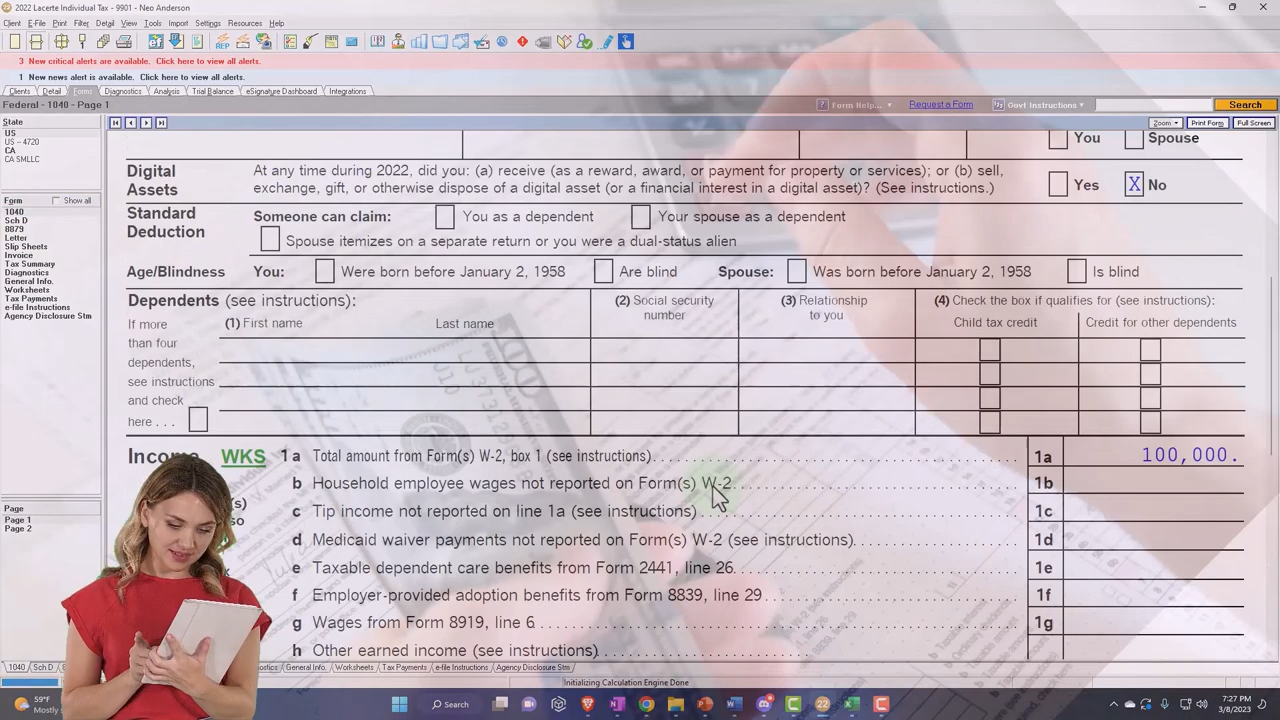 2022 Lacerte Individual Tax - 9901 - Neo Anderson
Client E-File Print Filter Detail View Tools Import Settings Resources Help
3 New critical alerts are available. Click here to view all alerts.
1 New news alert is available. Click here to view all alerts.
Clients Detail Forms Diagnostics Analysis Trial Balance eSignature Dashboard Integrations
Federal - 1040 - Page 1 Form Help... Request a Form Govt Instructions Search
Zoom Print Form Full Screen
State
US
US - 4720
CA
CA SMLLC
Form Show all
1040
Sch D
8879
Letter
Slip Sheets
Invoice
Tax Summary
Diagnostics
General Info.
Worksheets
Tax Payments
e-file Instructions
Agency Disclosure Stm
Page
Page 1
Page 2
You Spouse
Digital Assets
At any time during 2022, did you: (a) receive (as a reward, award, or payment for property or services); or (b) sell,
exchange, gift, or otherwise dispose of a digital asset (or a financial interest in a digital asset)? (See instructions.) Yes X No
Standard Deduction
Someone can claim: You as a dependent Your spouse as a dependent
Spouse itemizes on a separate return or you were a dual-status alien
Age/Blindness You: Were born before January 2, 1958 Are blind Spouse: Was born before January 2, 1958 Is blind
Dependents (see instructions): (2) Social security number (3) Relationship to you (4) Check the box if qualifies for (see instructions):
(1) First name Last name Child tax credit Credit for other dependents
If more
than four
dependents,
see instructions
and check
here . . .
Income WKS 1 a Total amount from Form(s) W-2, box 1 (see instructions) 1a 100,000.
b Household employee wages not reported on Form(s) W-2 1b
c Tip income not reported on line 1a (see instructions) 1c
d Medicaid waiver payments not reported on Form(s) W-2 (see instructions) 1d
e Taxable dependent care benefits from Form 2441, line 26 1e
f Employer-provided adoption benefits from Form 8839, line 29 1f
g Wages from Form 8919, line 6 1g
h Other earned income (see instructions)
1040 Sch D General Info. Worksheets Tax Payments e-file Instructions Agency Disclosure Stm
Initializing Calculation Engine Done
59°F
Mostly
Search
7:27 PM
3/8/2023